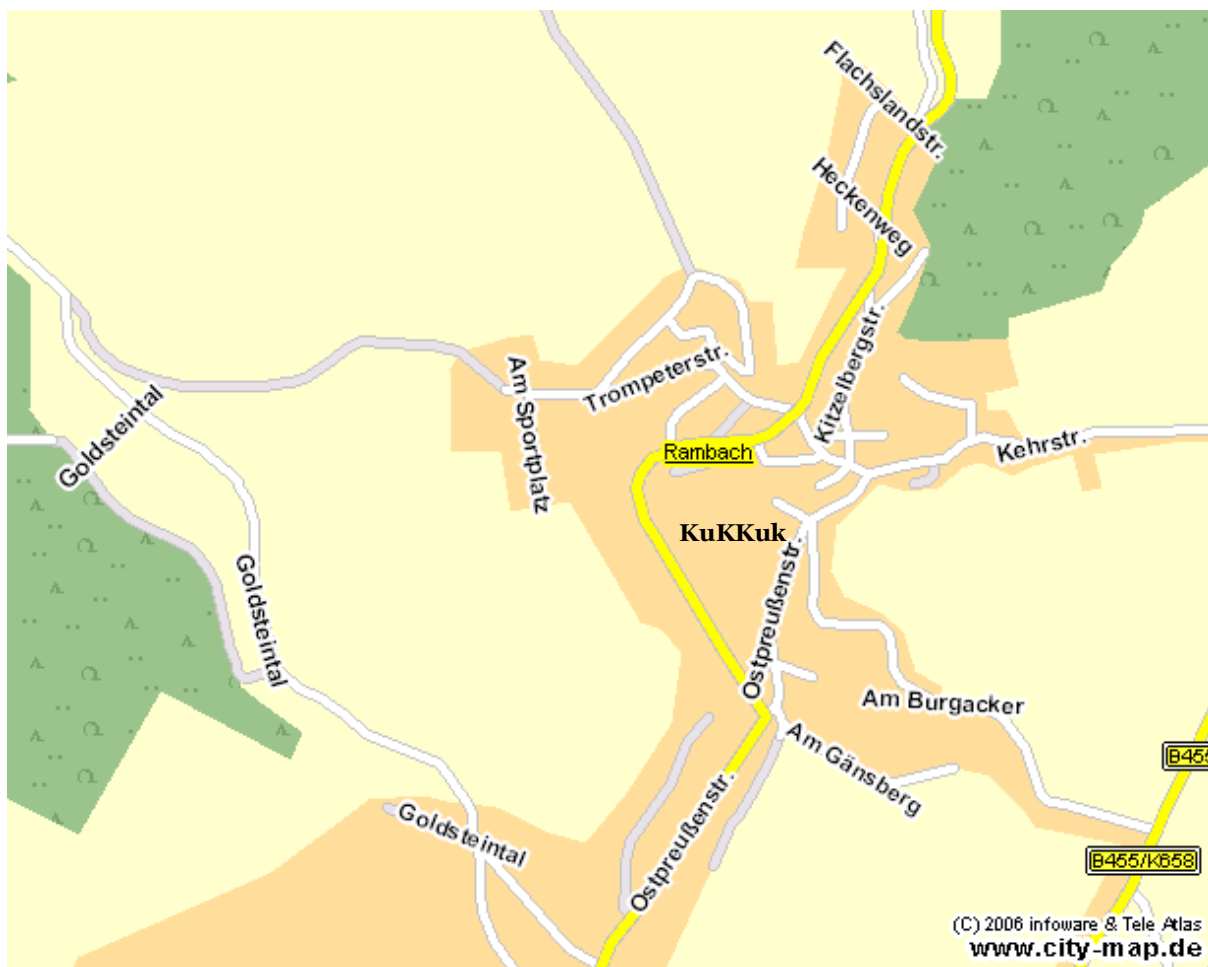 Flachslandstr.
Heckenweg
Kitzelbergstr.
Trompeterstr.
Am Sportplatz
Goldsteintal
Rambach
Kehrstr.
KuKKuk
Ostpreußenstr.
Goldsteintal
Am Burgacker
Am Gänsberg
B455
Ostpreußenstr.
Goldsteintal
B455/K658
(C) 2006 infoware & Tele Atlas
www.city-map.de